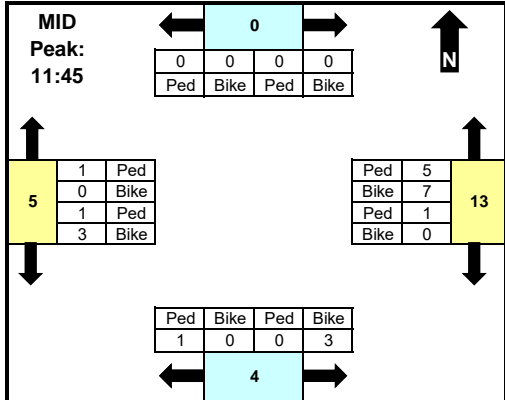 MID
Peak:
11:45
0
0 0 0 0
Ped Bike Ped Bike
N
5
1 Ped
0 Bike
1 Ped
3 Bike
Ped 5
Bike 7
Ped 1
Bike 0
13
Ped Bike Ped Bike
1 0 0 3
4